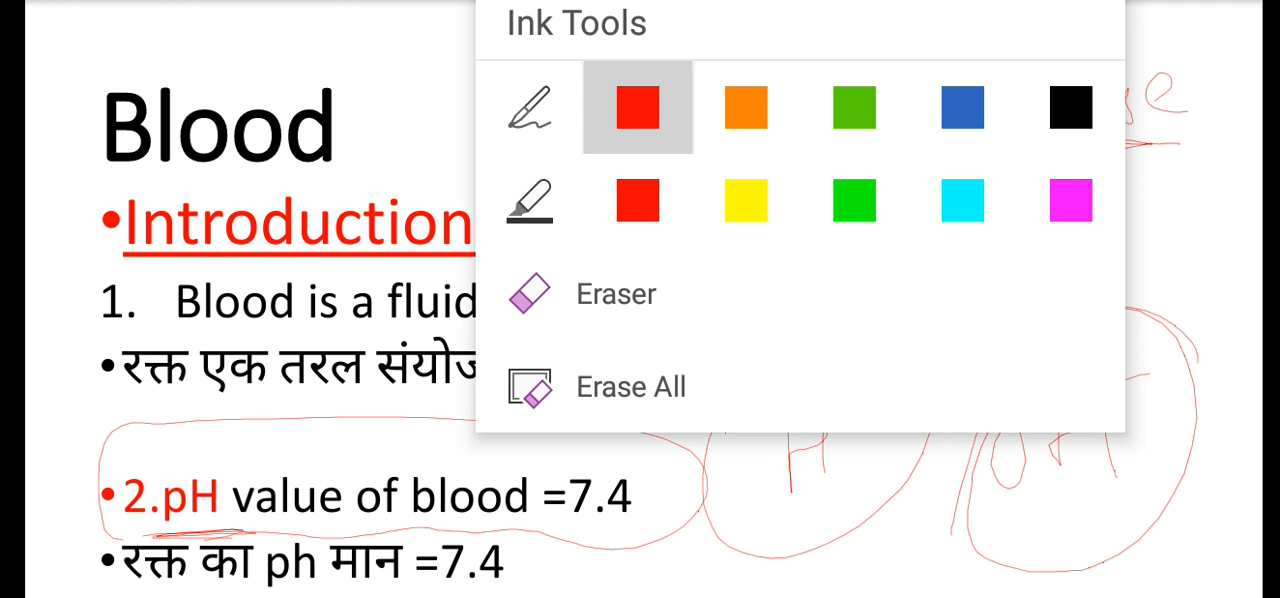 Ink Tools
Blood
•Introduction
1. Blood is a fluid
•रक्त एक तरल
Eraser
Erase All
H
OH
•2.pH value of blood =7.4
•रक्त का ph मान =7.4